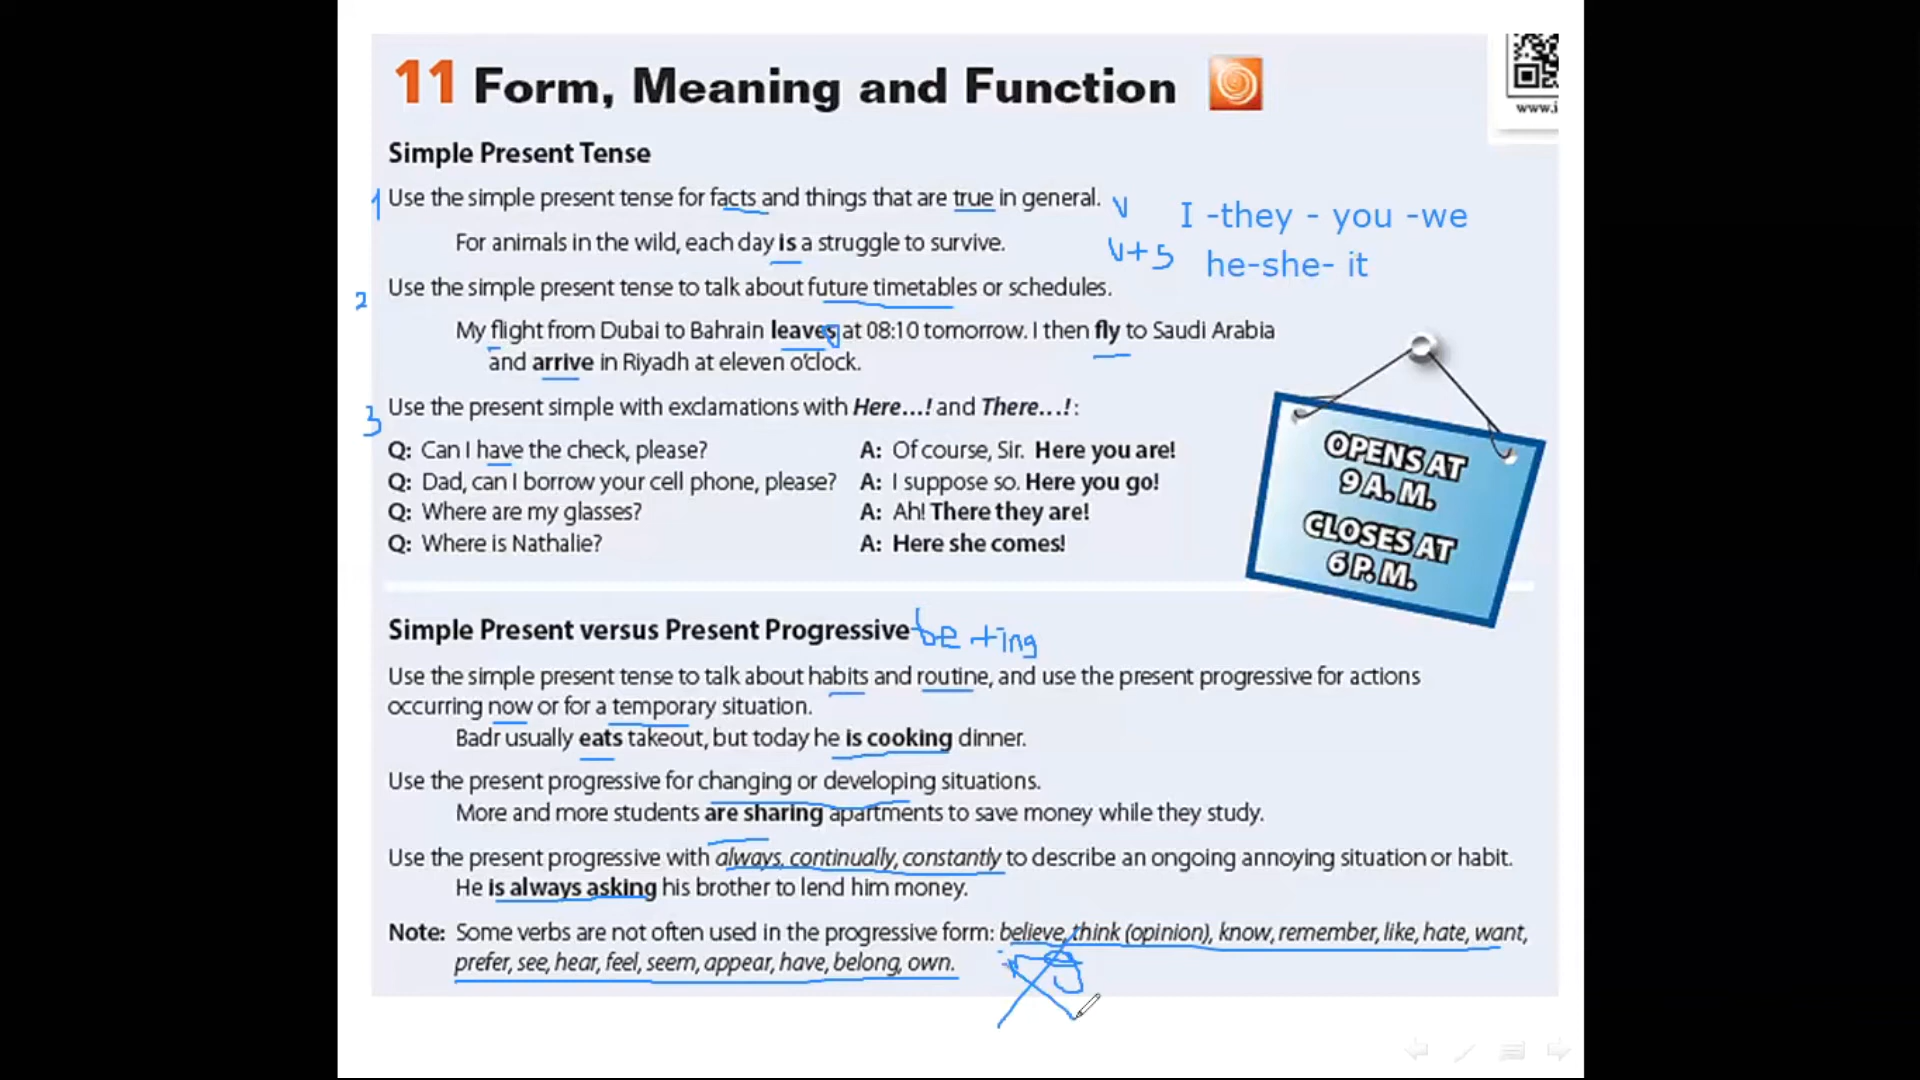 11 Form, Meaning and Function
www.i
Simple Present Tense
1 Use the simple present tense for facts and things that are true in general. V I -they - you -we
For animals in the wild, each day is a struggle to survive. V+S he-she- it
2 Use the simple present tense to talk about future timetables or schedules.
My flight from Dubai to Bahrain leaves at 08:10 tomorrow. I then fly to Saudi Arabia
and arrive in Riyadh at eleven o'clock.
3 Use the present simple with exclamations with Here...! and There...!:
Q: Can I have the check, please? A: Of course, Sir. Here you are!
Q: Dad, can I borrow your cell phone, please? A: I suppose so. Here you go!
Q: Where are my glasses? A: Ah! There they are!
Q: Where is Nathalie? A: Here she comes!
OPENS AT
9 A.M.
CLOSES AT
6 P.M.
Simple Present versus Present Progressive be +ing
Use the simple present tense to talk about habits and routine, and use the present progressive for actions
occurring now or for a temporary situation.
Badr usually eats takeout, but today he is cooking dinner.
Use the present progressive for changing or developing situations.
More and more students are sharing apartments to save money while they study.
Use the present progressive with always, continually, constantly to describe an ongoing annoying situation or habit.
He is always asking his brother to lend him money.
Note: Some verbs are not often used in the progressive form: believe, think (opinion), know, remember, like, hate, want,
prefer, see, hear, feel, seem, appear, have, belong, own.